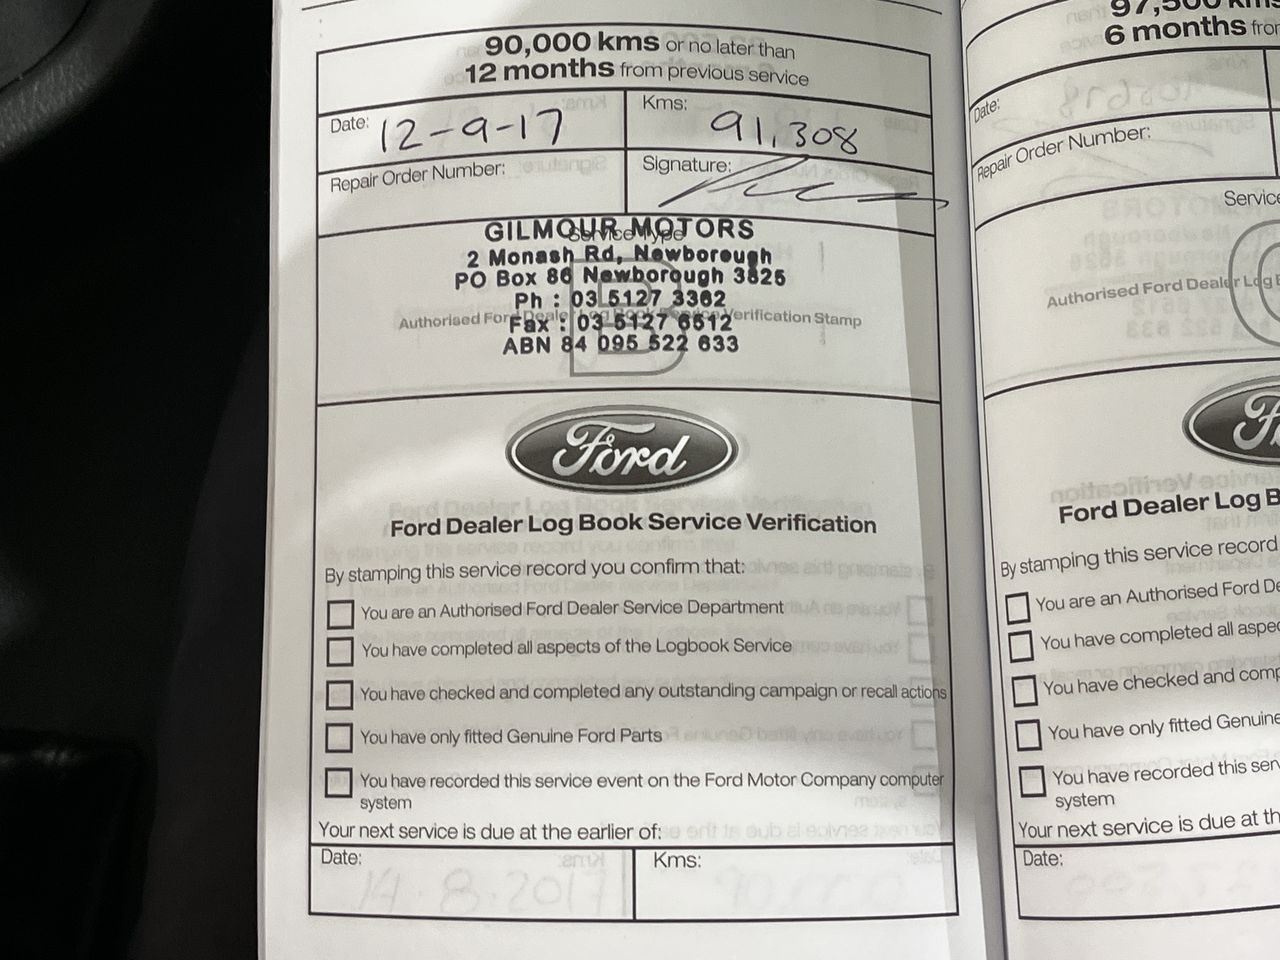 90,000 kms or no later than
12 months from previous service
Date: 12-9-17
Kms: 91,308
Repair Order Number:
Signature:
Service Type
B
GILMOUR MOTORS
2 Monash Rd, Newborough
PO Box 86 Newborough 3825
Ph : 03 5127 3362
Fax : 03 5127 6612
ABN 84 095 522 633
Authorised Ford Dealer Log Book Service Verification Stamp
Ford
Ford Dealer Log Book Service Verification
By stamping this service record you confirm that:
You are an Authorised Ford Dealer Service Department
You have completed all aspects of the Logbook Service
You have checked and completed any outstanding campaign or recall actions
You have only fitted Genuine Ford Parts
You have recorded this service event on the Ford Motor Company computer
system
Your next service is due at the earlier of:
Date:
Kms:
97,500 kms
6 months from
Date:
Repair Order Number:
Service
Authorised Ford Dealer Log
Ford Dealer Log
By stamping this service record
You are an Authorised Ford
You have completed all
You have checked and
You have only fitted Genuine
You have recorded this
system
Your next service is due at
Date: